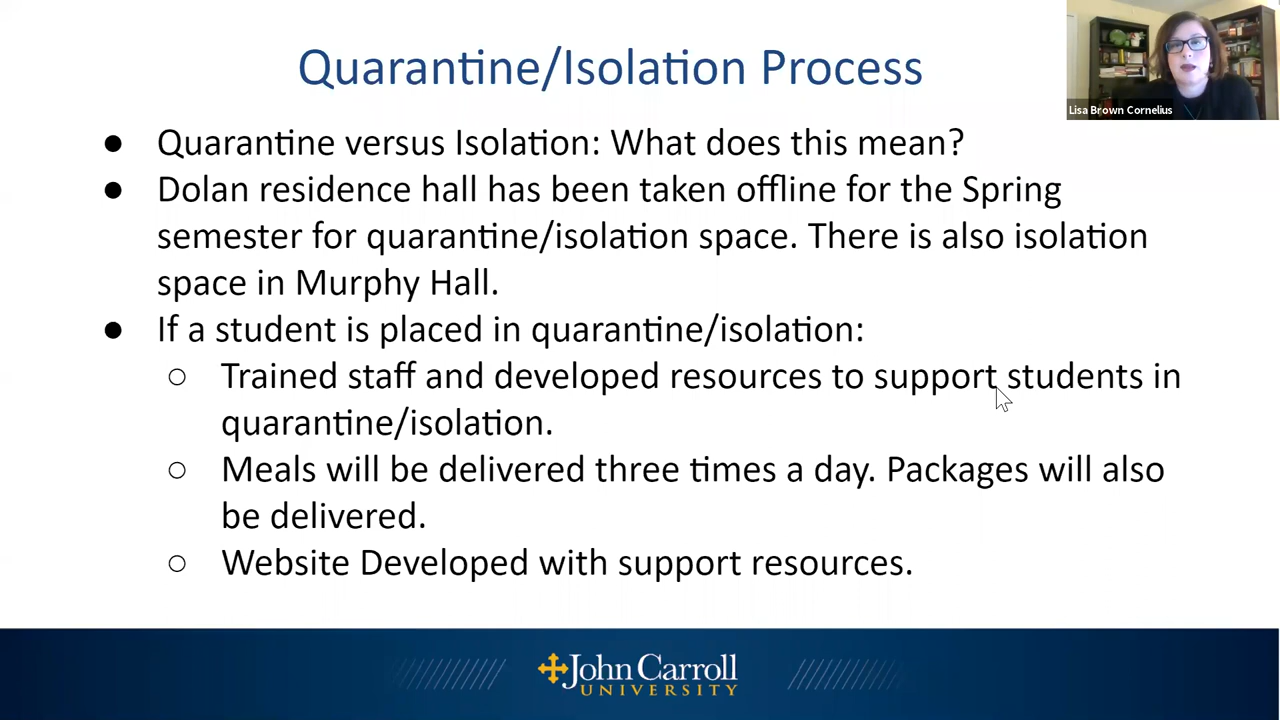 Quarantine/Isolation Process
Lisa Brown Cornelius
● Quarantine versus Isolation: What does this mean?
● Dolan residence hall has been taken offline for the Spring
semester for quarantine/isolation space. There is also isolation
space in Murphy Hall.
● If a student is placed in quarantine/isolation:
○ Trained staff and developed resources to support students in
quarantine/isolation.
○ Meals will be delivered three times a day. Packages will also
be delivered.
○ Website Developed with support resources.
John Carroll
UNIVERSITY